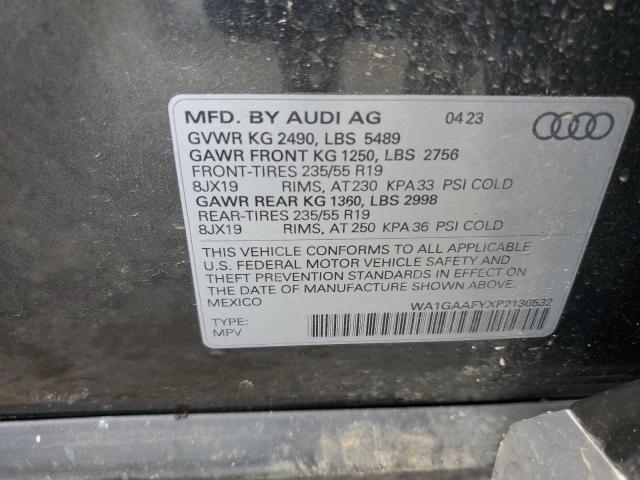 MFD. BY AUDI AG 04 23
GVWR KG 2490, LBS 5489
GAWR FRONT KG 1250, LBS 2756
FRONT-TIRES 235/55 R19
8JX19 RIMS, AT 230 KPA 33 PSI COLD
GAWR REAR KG 1360, LBS 2998
REAR-TIRES 235/55 R19
8JX19 RIMS, AT 250 KPA 36 PSI COLD
THIS VEHICLE CONFORMS TO ALL APPLICABLE
U.S. FEDERAL MOTOR VEHICLE SAFETY AND
THEFT PREVENTION STANDARDS IN EFFECT ON
THE DATE OF MANUFACTURE SHOWN ABOVE.
MEXICO
WA1GAAFYXP2136532
TYPE:
MPV